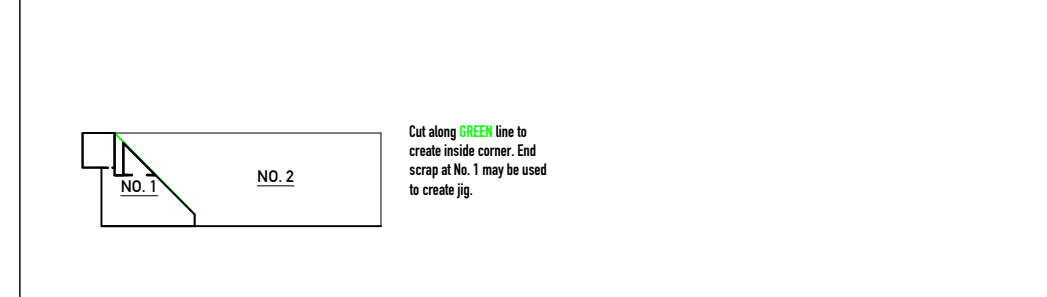 Cut along GREEN line to
create inside corner. End
scrap at No. 1 may be used
to create jig.
NO. 1
NO. 2